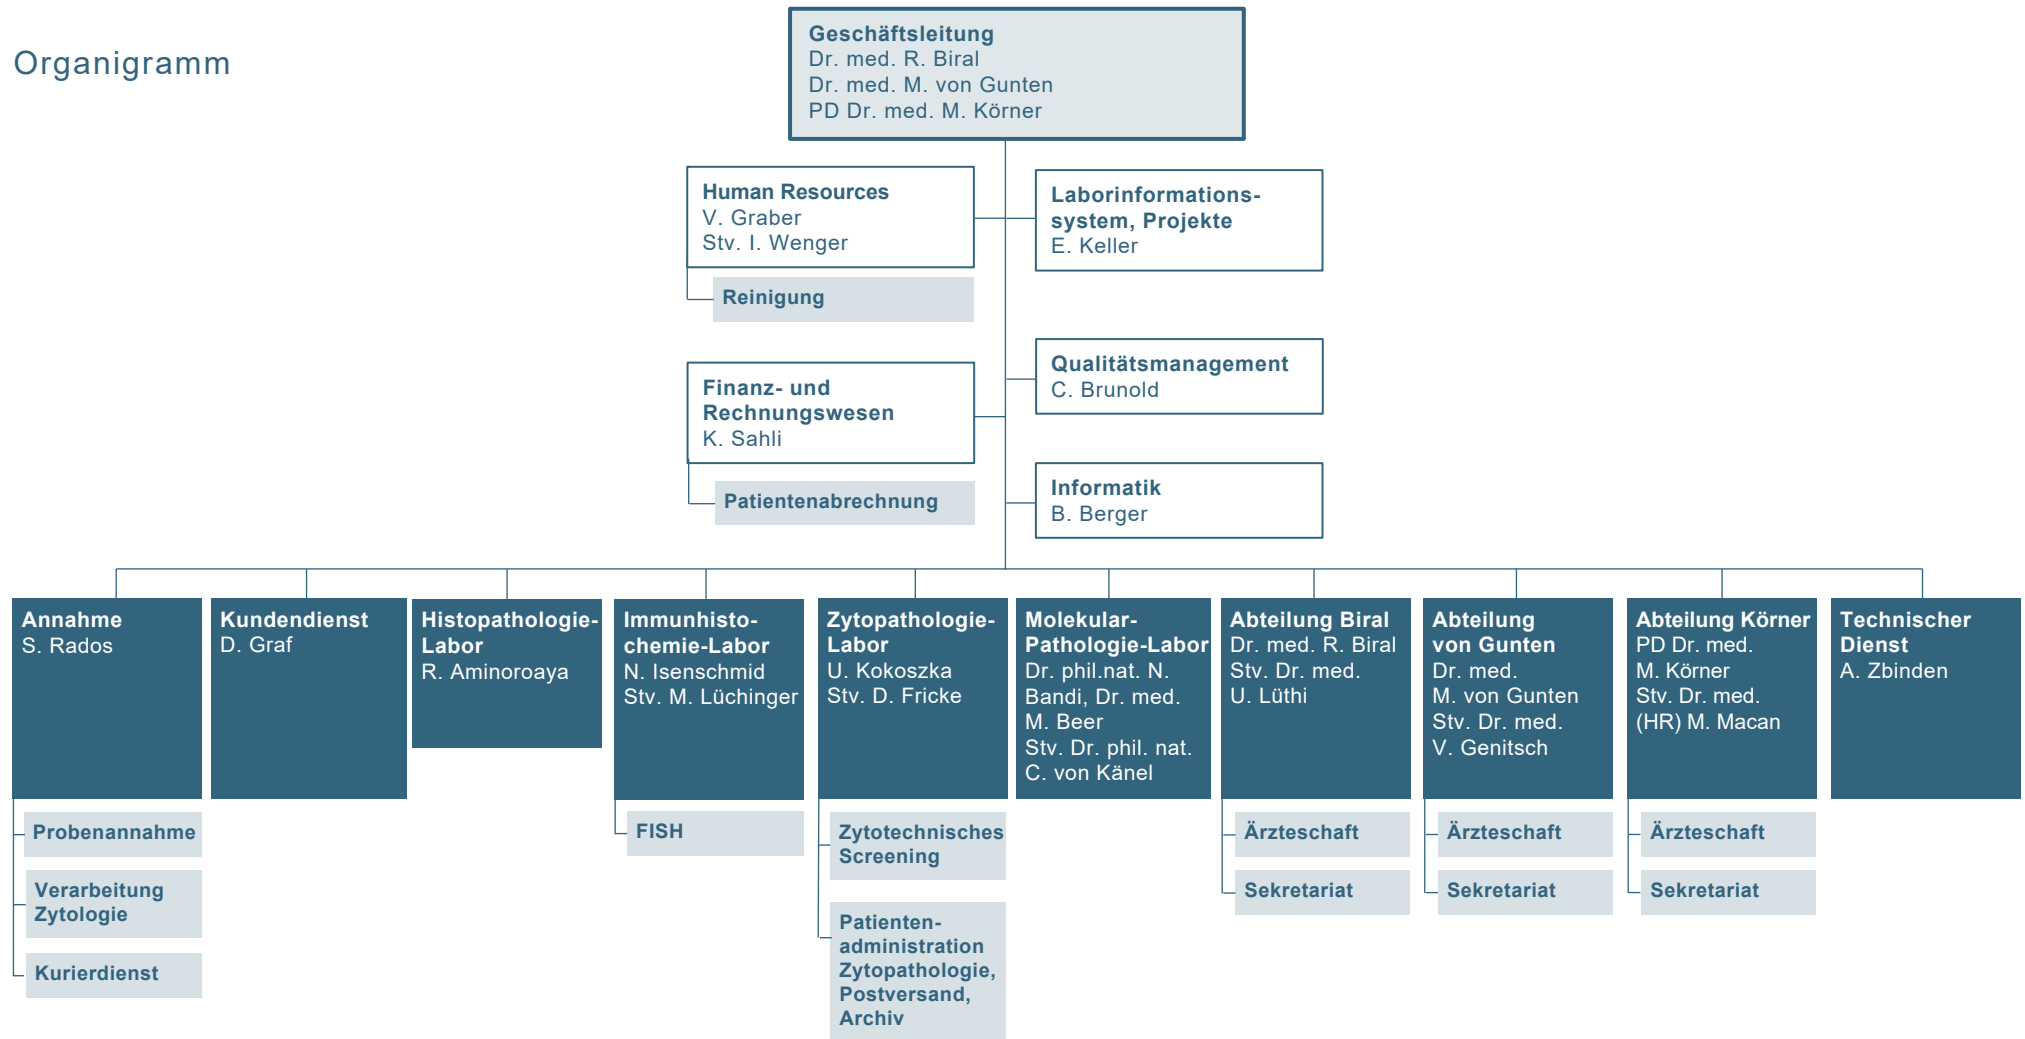 Organigramm
Geschäftsleitung
Dr. med. R. Biral
Dr. med. M. von Gunten
PD Dr. med. M. Körner
Human Resources
V. Graber
Stv. I. Wenger
Reinigung
Laborinformations-
system, Projekte
E. Keller
Finanz- und
Rechnungswesen
K. Sahli
Patientenabrechnung
Qualitätsmanagement
C. Brunold
Informatik
B. Berger
Annahme
S. Rados
Probenannahme
Verarbeitung
Zytologie
Kurierdienst
Kundendienst
D. Graf
Histopathologie-
Labor
R. Aminoroaya
Immunhisto-
chemie-Labor
N. Isenschmid
Stv. M. Lüchinger
FISH
Zytopathologie-
Labor
U. Kokoszka
Stv. D. Fricke
Zytotechnisches
Screening
Patienten-
administration
Zytopathologie,
Postversand,
Archiv
Molekular-
Pathologie-Labor
Dr. phil.nat. N.
Bandi, Dr. med.
M. Beer
Stv. Dr. phil. nat.
C. von Känel
Abteilung Biral
Dr. med. R. Biral
Stv. Dr. med.
U. Lüthi
Ärzteschaft
Sekretariat
Abteilung
von Gunten
Dr. med.
M. von Gunten
Stv. Dr. med.
V. Genitsch
Ärzteschaft
Sekretariat
Abteilung Körner
PD Dr. med.
M. Körner
Stv. Dr. med.
(HR) M. Macan
Ärzteschaft
Sekretariat
Technischer
Dienst
A. Zbinden